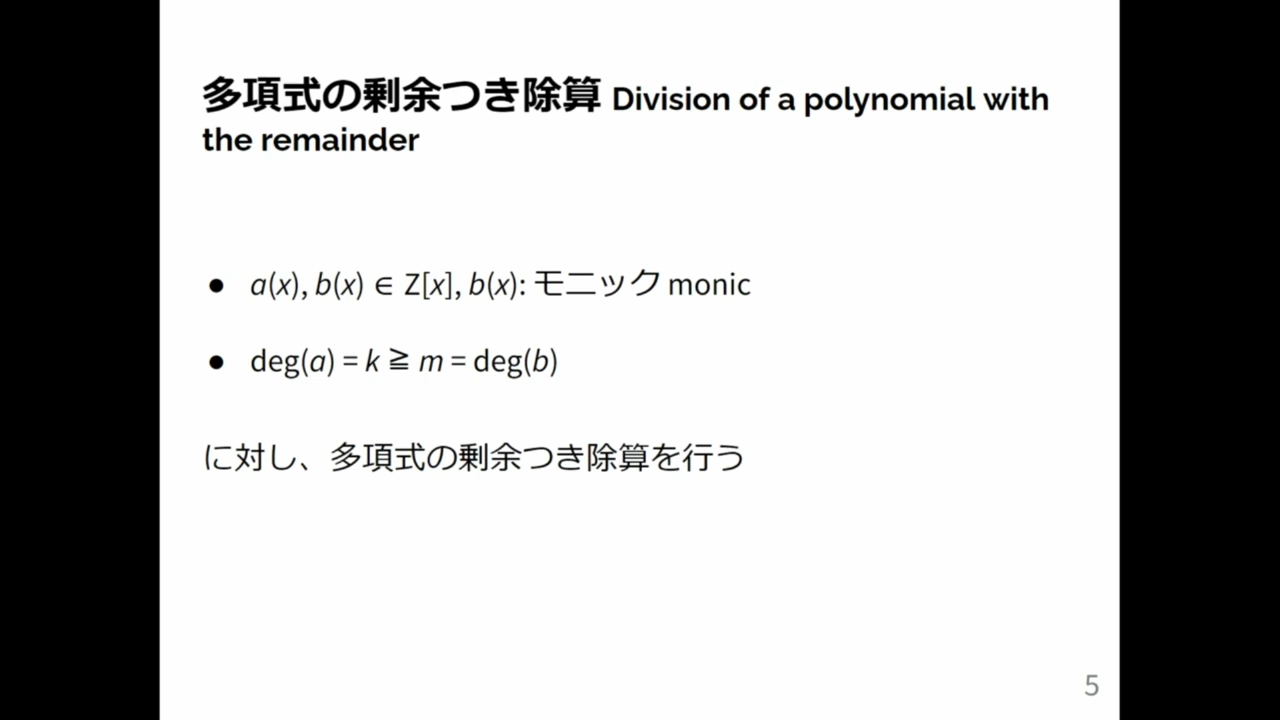 多項式の剰余つき除算 Division of a polynomial with
the remainder
● a(x), b(x) ∈ Z[x], b(x): モニック monic
● deg(a) = k ≧ m = deg(b)
に対し、多項式の剰余つき除算を行う
5